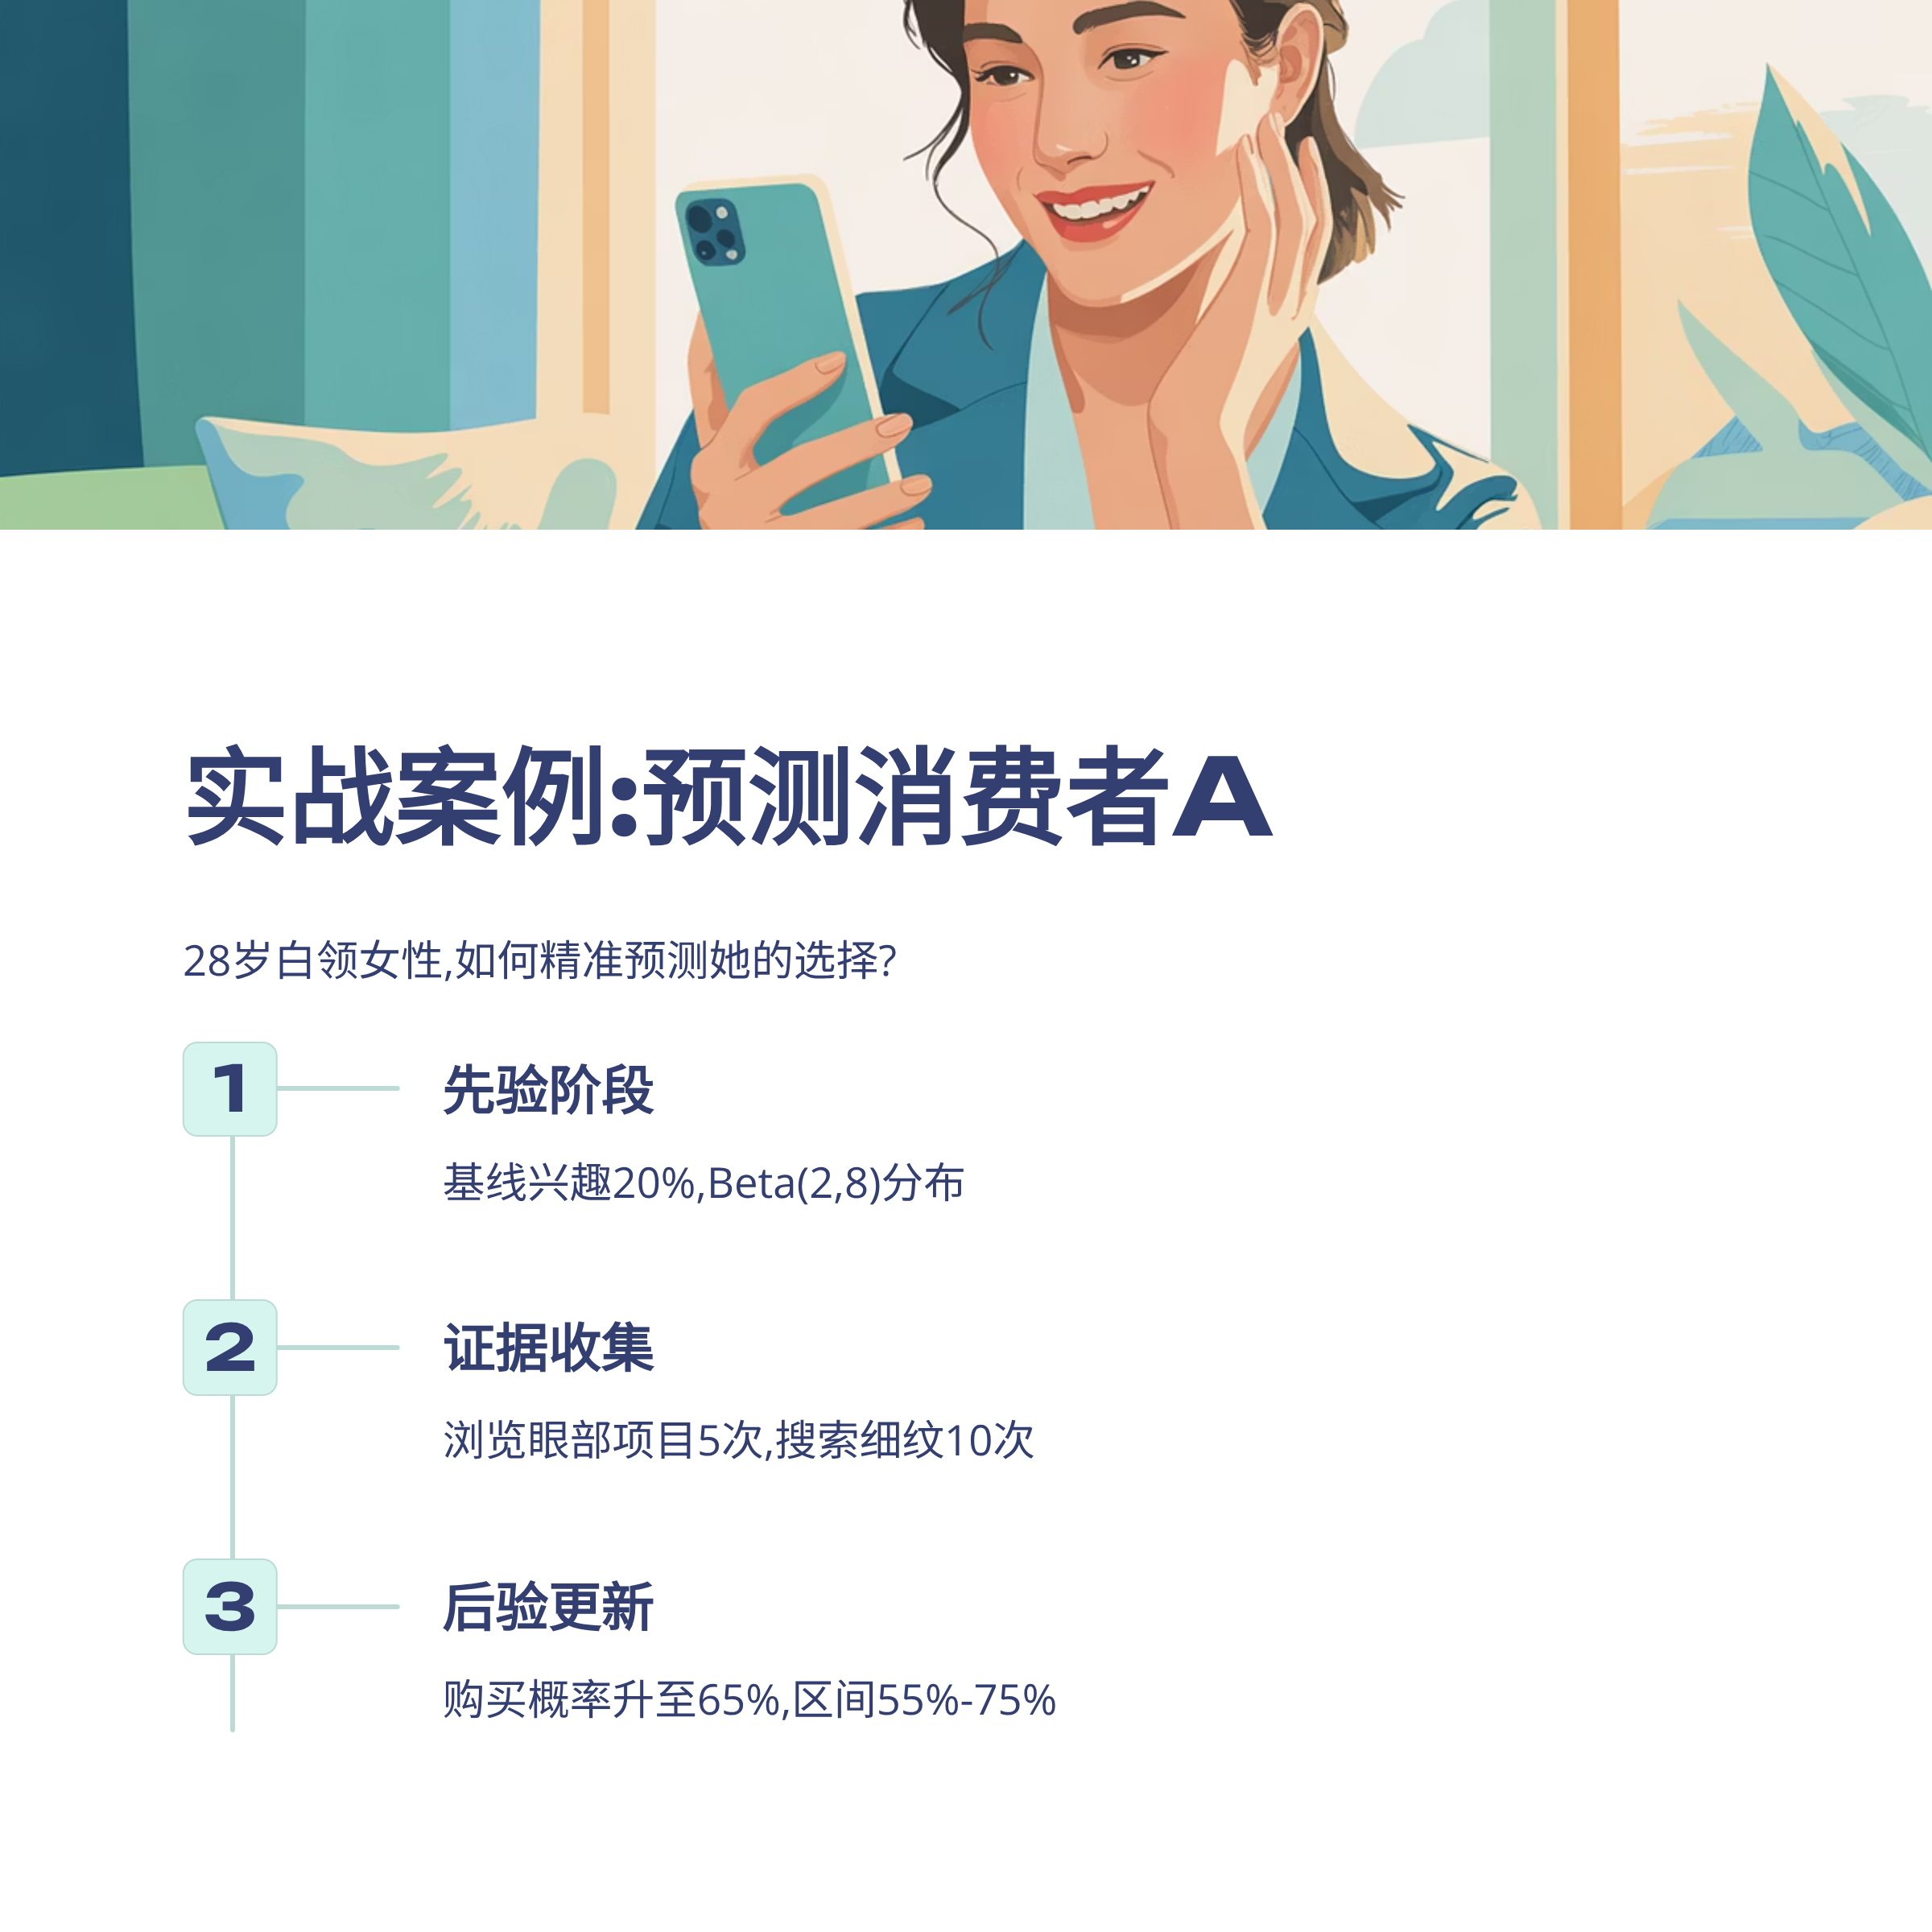 实战案例:预测消费者A
28岁白领女性,如何精准预测她的选择?
1
先验阶段
基线兴趣20%,Beta(2,8)分布
2
证据收集
浏览眼部项目5次,搜索细纹10次
3
后验更新
购买概率升至65%,区间55%-75%